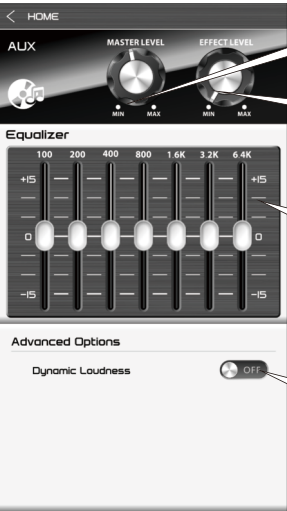 < HOME
AUX
MASTER LEVEL EFFECT LEVEL
MIN MAX MIN MAX
Equalizer
100 200 400 800 1.6K 3.2K 6.4K
+15 +15
0 0
-15 -15
Advanced Options
Dynamic Loudness OFF